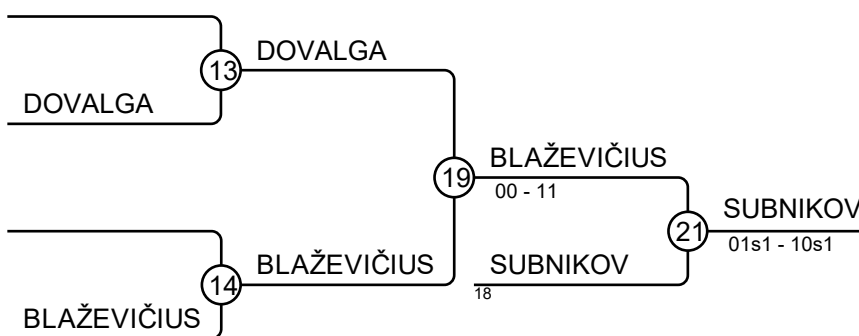 DOVALGA
13
DOVALGA
BLAŽEVIČIUS
19
00 - 11
SUBNIKOV
21
01s1 - 10s1
BLAŽEVIČIUS
14
SUBNIKOV
18
BLAŽEVIČIUS